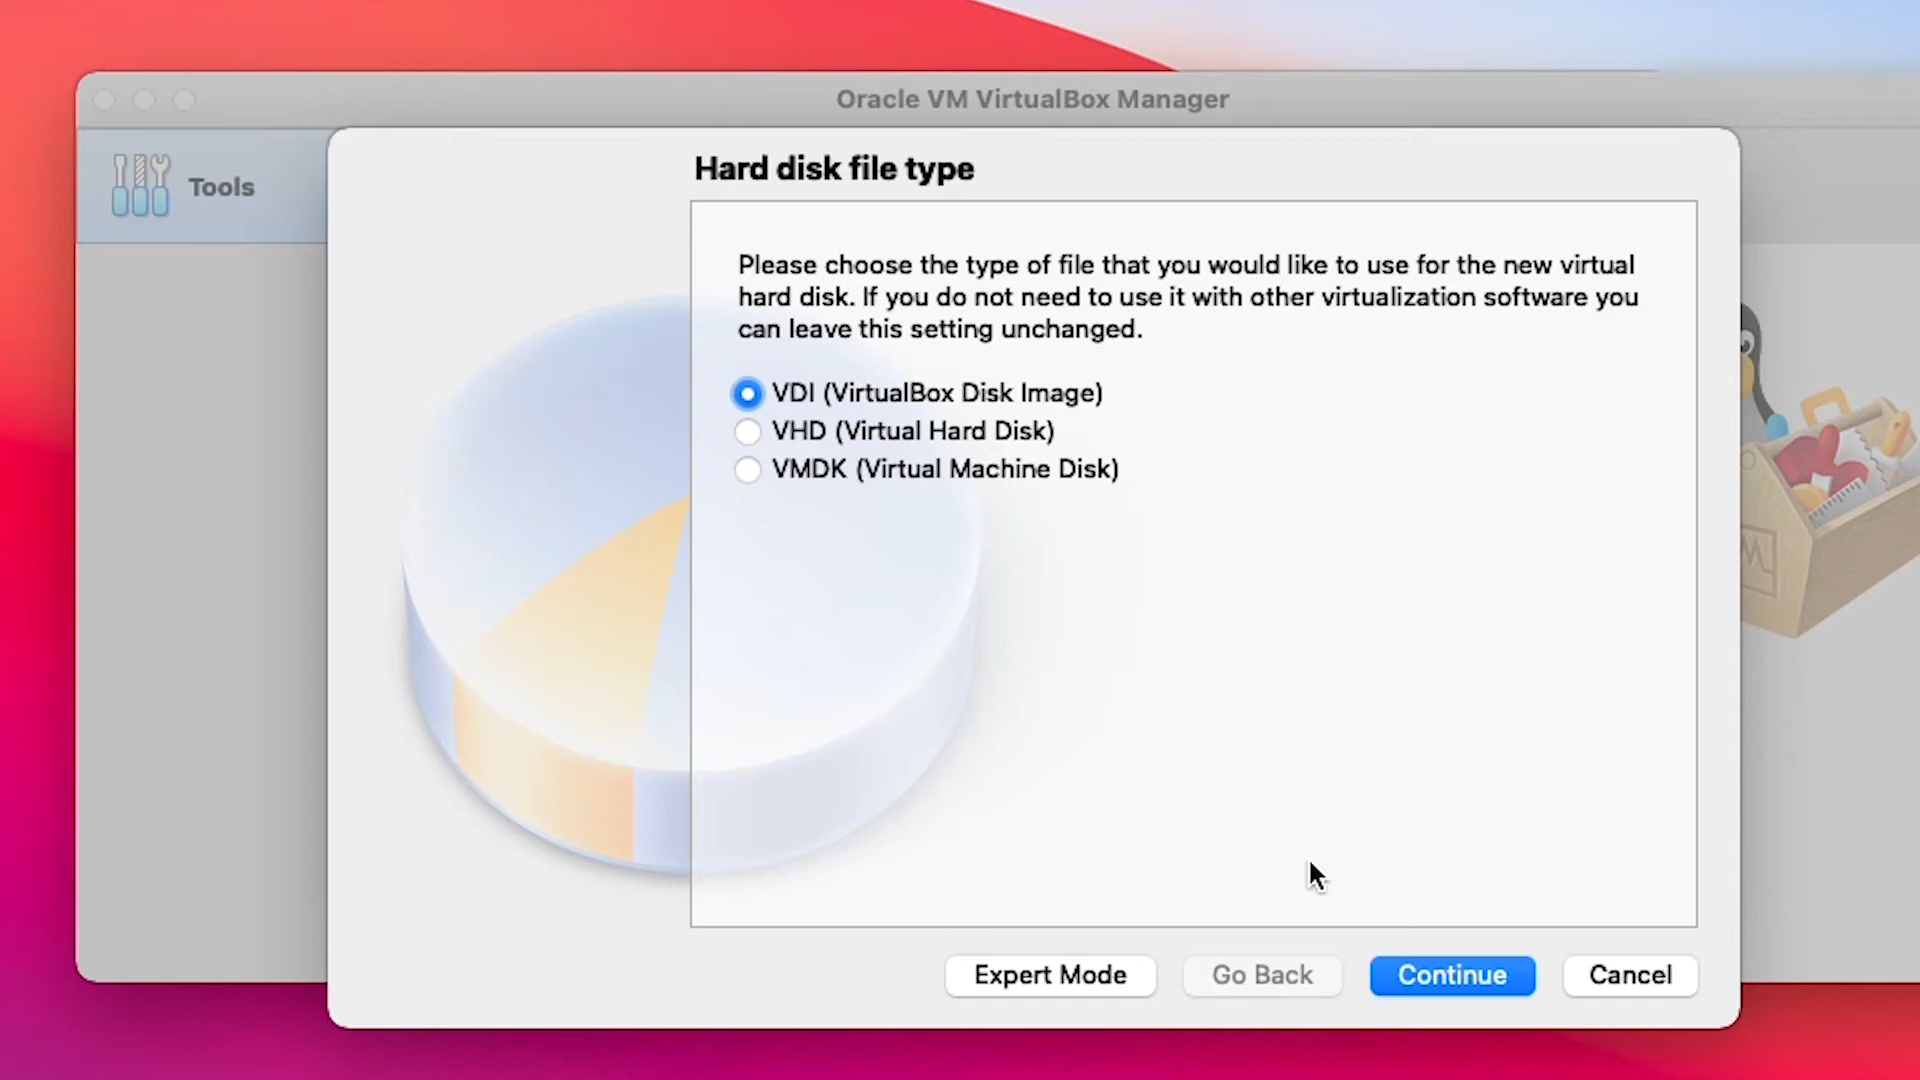 Oracle VM VirtualBox Manager
Tools
Hard disk file type
Please choose the type of file that you would like to use for the new virtual
hard disk. If you do not need to use it with other virtualization software you
can leave this setting unchanged.
VDI (VirtualBox Disk Image)
VHD (Virtual Hard Disk)
VMDK (Virtual Machine Disk)
Expert Mode
Go Back
Continue
Cancel